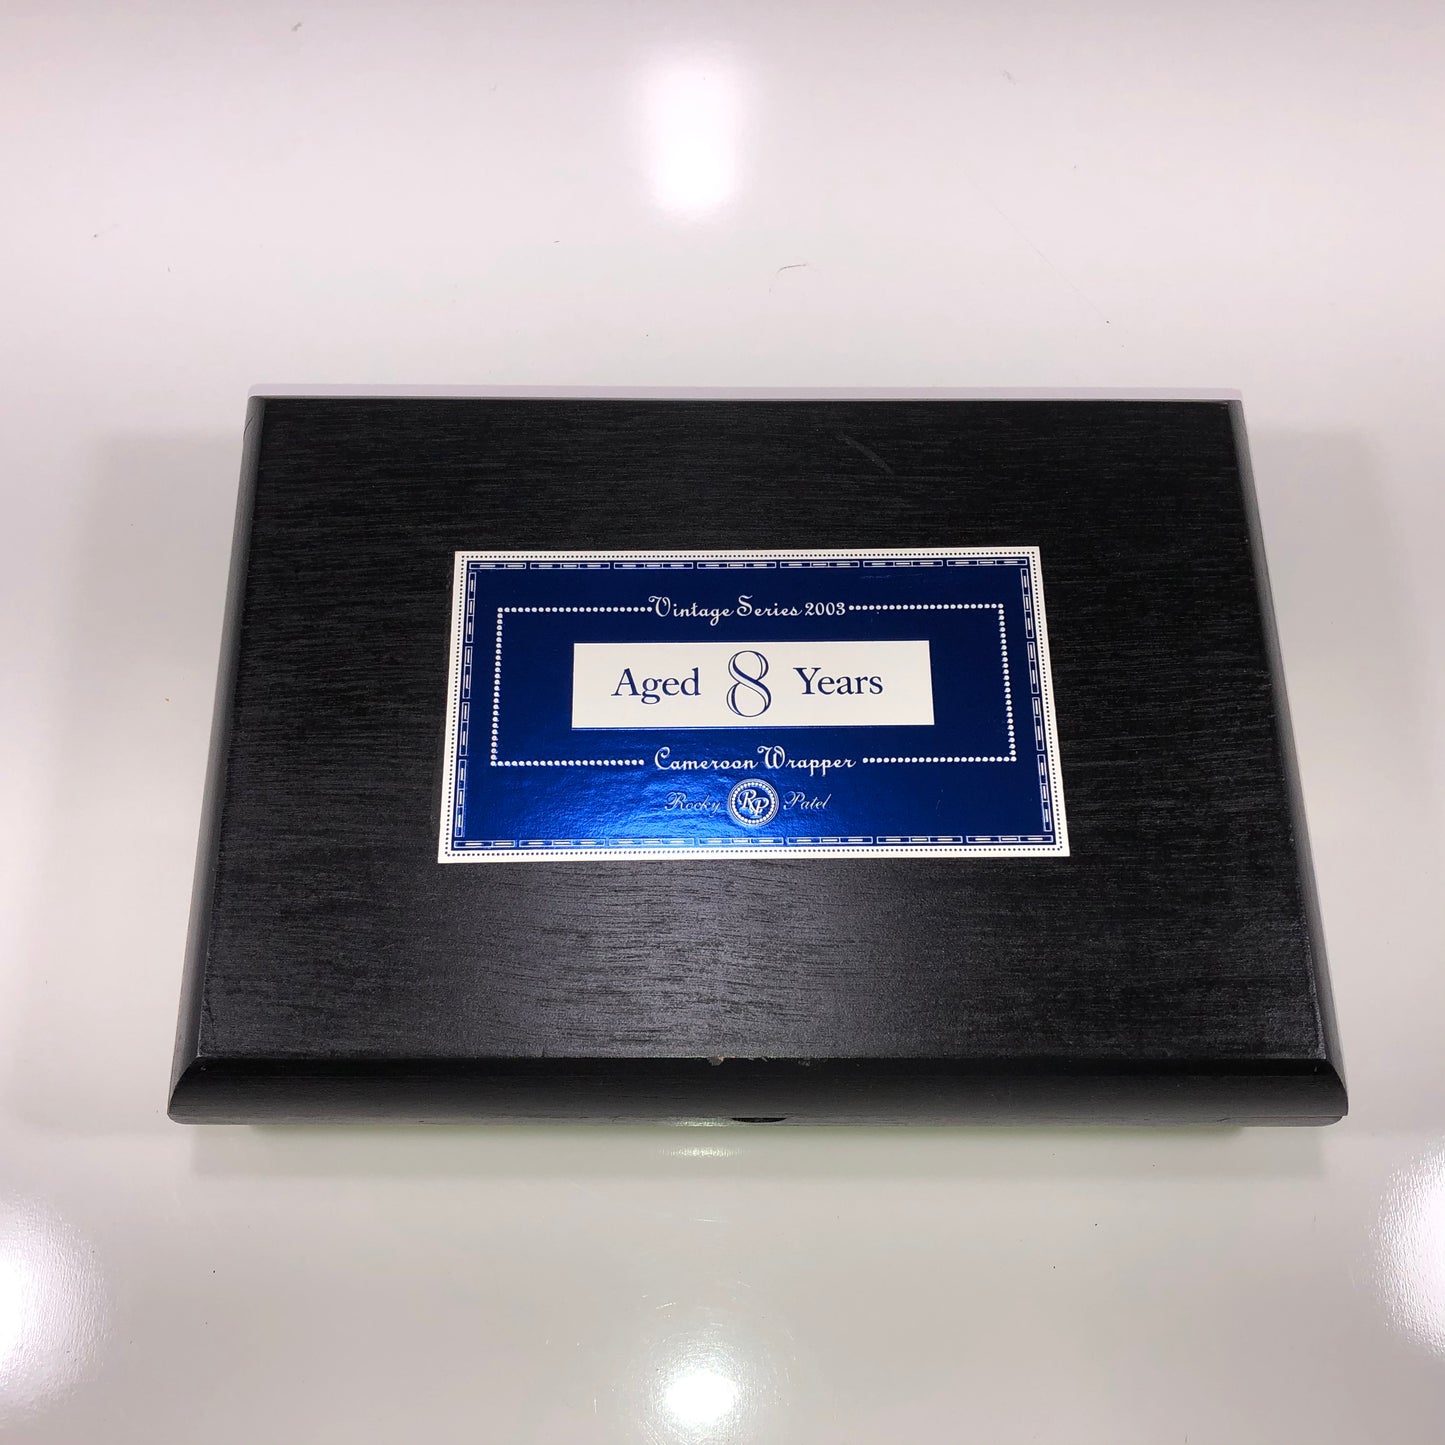 Vintage Series 2003
Aged 8 Years
Cameroon Wrapper
Rocky RP Patel